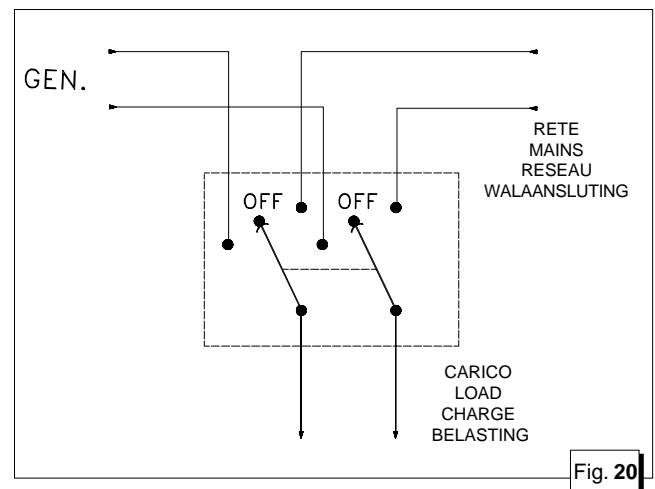 GEN.
RETE
MAINS
RESEAU
WALAANSLUTING
OFF OFF
CARICO
LOAD
CHARGE
BELASTING
Fig. 20